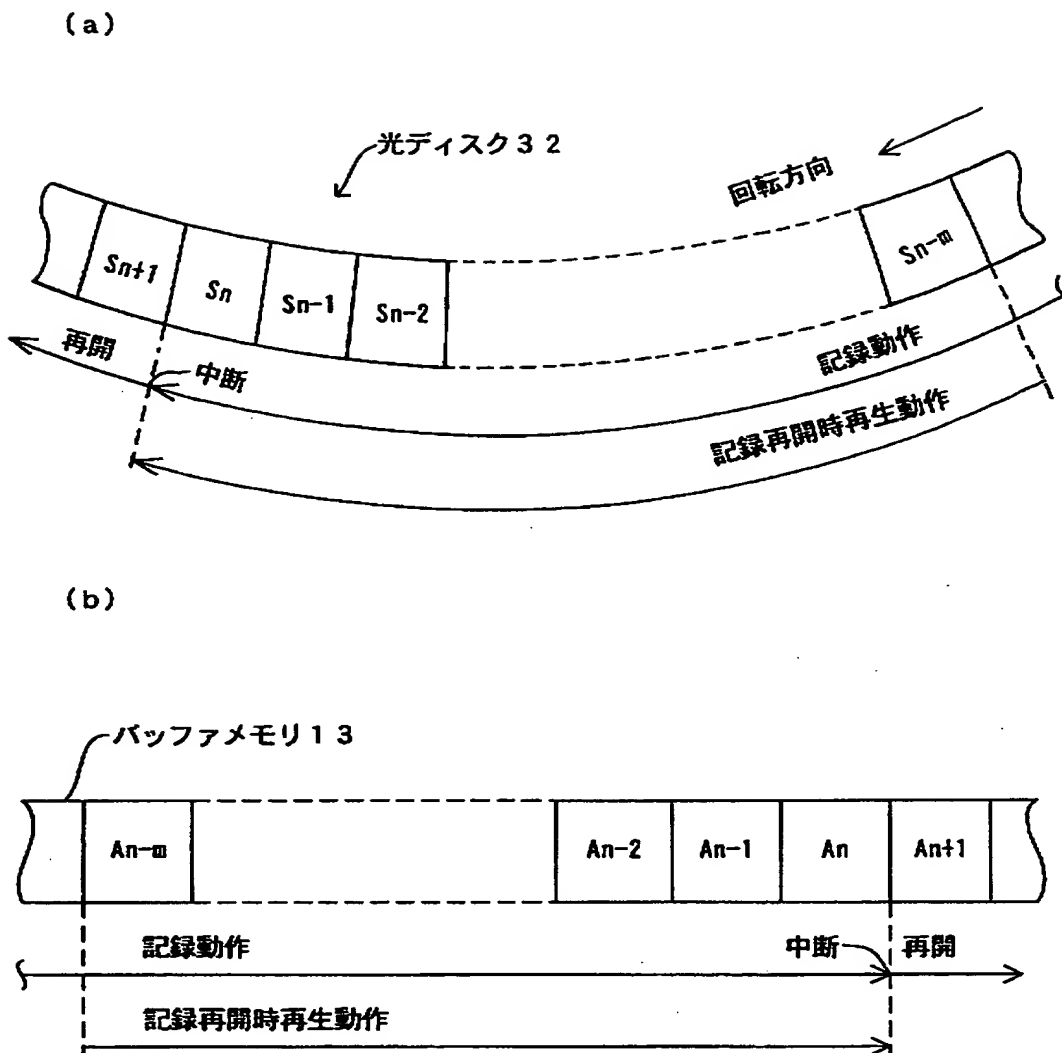 (a)
光ディスク32
回転方向
Sn+1
Sn
Sn-1
Sn-2
Sn-m
再開
中断
記録動作
記録再開時再生動作
(b)
バッファメモリ13
An-m
An-2
An-1
An
An+1
記録動作
中断
再開
記録再開時再生動作